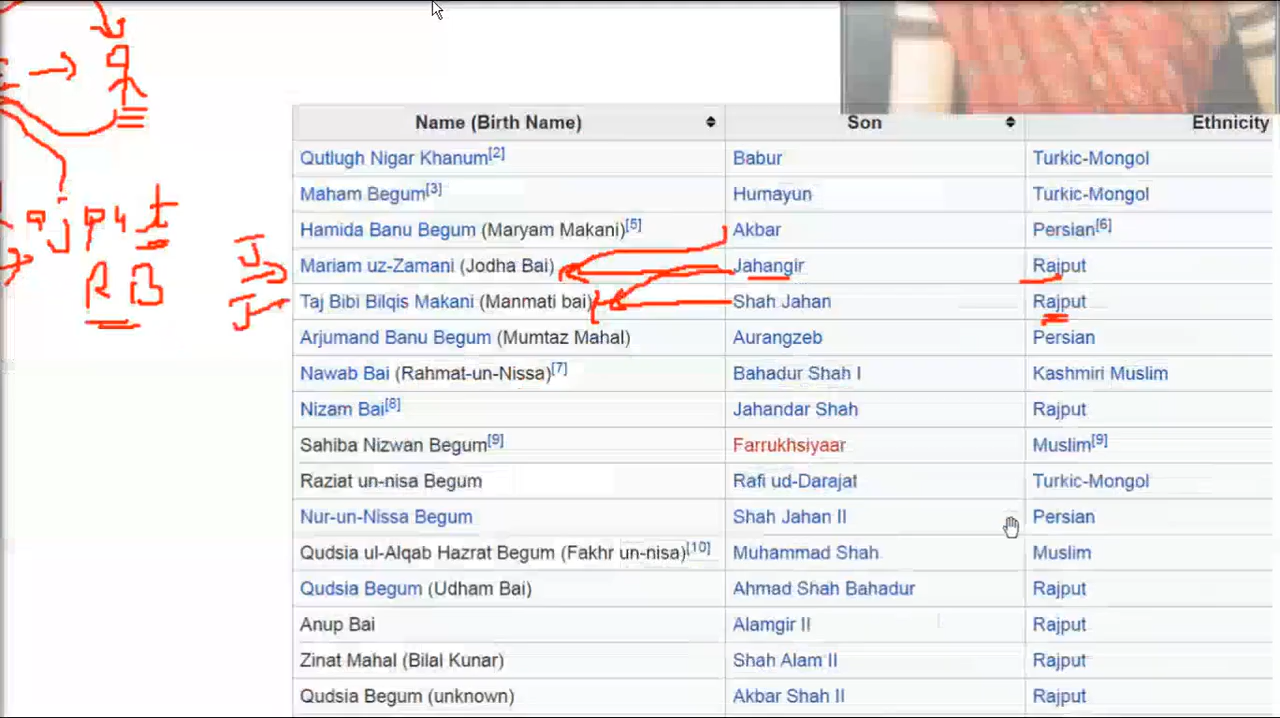 Name (Birth Name) Son Ethnicity
Qutlugh Nigar Khanum[2] Babur Turkic-Mongol
Maham Begum[3] Humayun Turkic-Mongol
Hamida Banu Begum (Maryam Makani)[5] Akbar Persian[6]
Mariam uz-Zamani (Jodha Bai) Jahangir Rajput
Taj Bibi Bilqis Makani (Manmati bai) Shah Jahan Rajput
Arjumand Banu Begum (Mumtaz Mahal) Aurangzeb Persian
Nawab Bai (Rahmat-un-Nissa)[7] Bahadur Shah I Kashmiri Muslim
Nizam Bai[8] Jahandar Shah Rajput
Sahiba Nizwan Begum[9] Farrukhsiyaar Muslim[9]
Raziat un-nisa Begum Rafi ud-Darajat Turkic-Mongol
Nur-un-Nissa Begum Shah Jahan II Persian
Qudsia ul-Alqab Hazrat Begum (Fakhr un-nisa)[10] Muhammad Shah Muslim
Qudsia Begum (Udham Bai) Ahmad Shah Bahadur Rajput
Anup Bai Alamgir II Rajput
Zinat Mahal (Bilal Kunar) Shah Alam II Rajput
Qudsia Begum (unknown) Akbar Shah II Rajput
RB
J
J